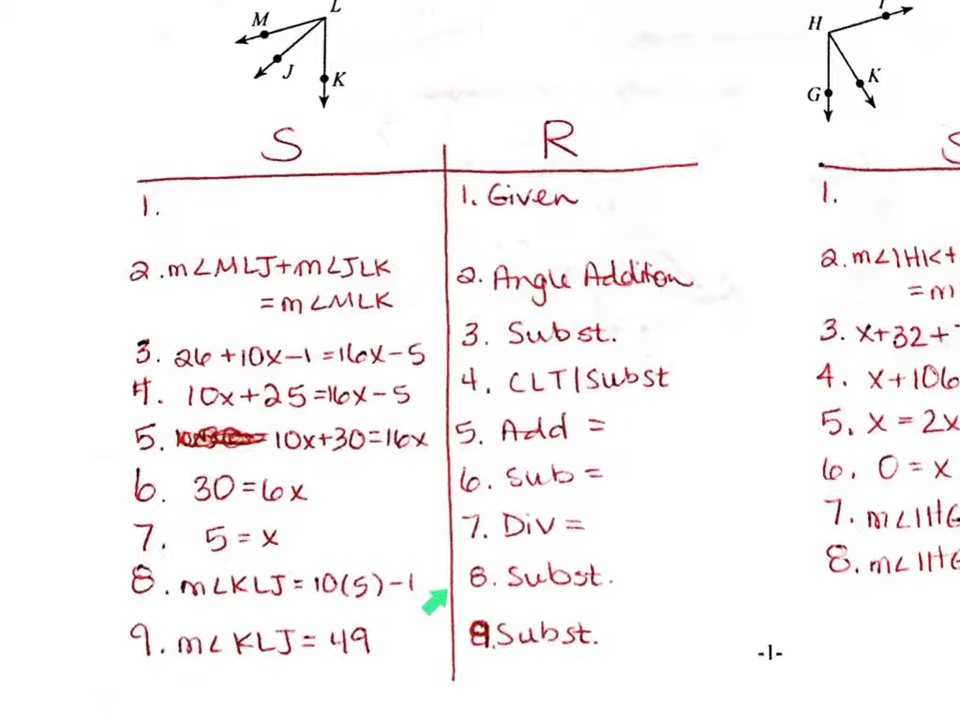 L
M
J
K
H
K
G
S
R
1.
1. Given
2. m∠MLJ+m∠JLK
= m∠MLK
2. Angle Addition
3. 26 +10x-1 =16x-5
3. Subst.
4. 10x+25=16x-5
4. CLT/Subst
5. 10x+30=16x
5. Add =
6. 30=6x
6. Sub =
7. 5 = x
7. Div =
8. m∠KLJ = 10(5)-1
8. Subst.
9. m∠KLJ = 49
9. Subst.
S
1.
2. m∠IHK+
= m
3. x+32+
4. x+106
5. x = 2x
6. 0 = x
7. m∠IHG
8. m∠IHG
-1-